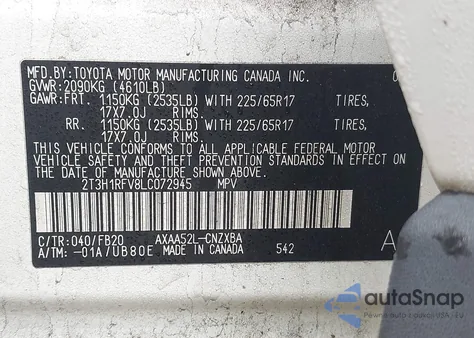 MFD.BY:TOYOTA MOTOR MANUFACTURING CANADA INC. 0
GVWR:2090KG (4610LB)
GAWR:FRT. 1150KG (2535LB) WITH 225/65R17 TIRES,
17X7.0J RIMS.
RR. 1150KG (2535LB) WITH 225/65R17 TIRES,
17X7.0J RIMS.
THIS VEHICLE CONFORMS TO ALL APPLICABLE FEDERAL MOTOR
VEHICLE SAFETY AND THEFT PREVENTION STANDARDS IN EFFECT
ON THE DATE OF MANUFACTURE SHOWN ABOVE.
2T3H1RFV8LC072945 MPV
C/TR:040/FB20 AXAA52L-CNZXBA
A/TM:-01A/UB80E MADE IN CANADA 542
A
autoSnap